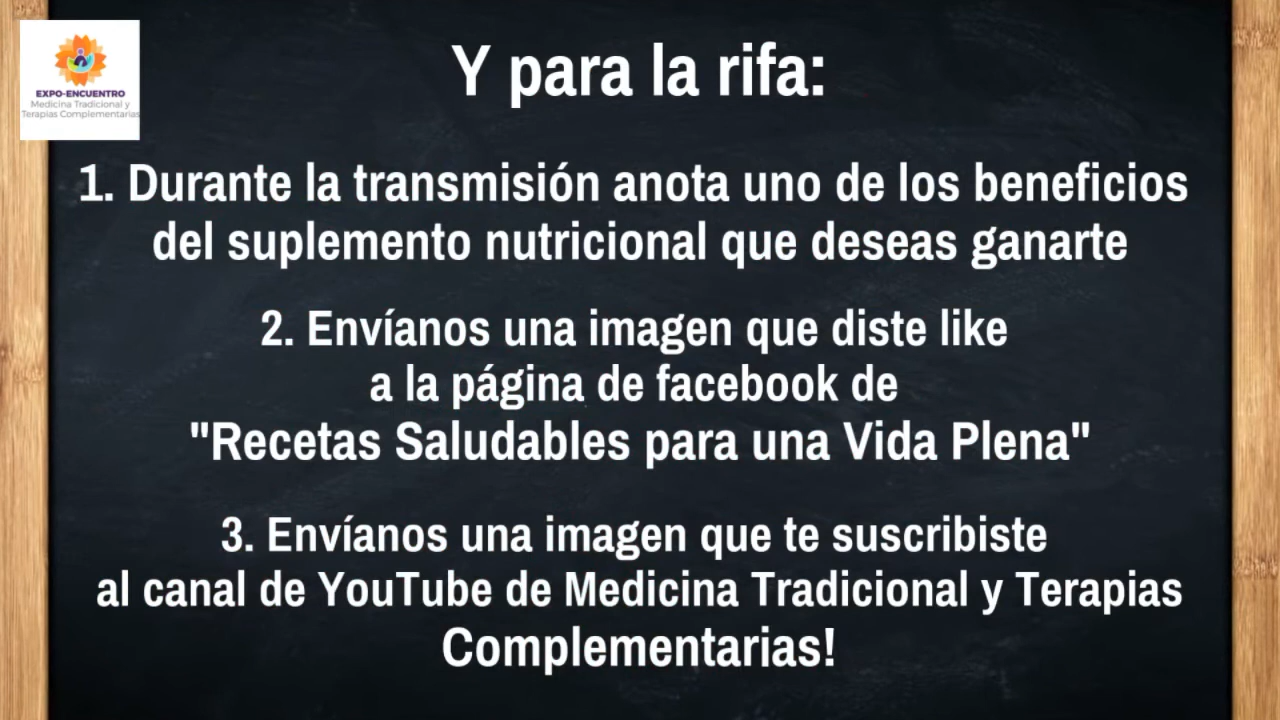 EXPO-ENCUENTRO
Medicina Tradicional y
Terapias Complementarias
Y para la rifa:
1. Durante la transmisión anota uno de los beneficios
del suplemento nutricional que deseas ganarte
2. Envíanos una imagen que diste like
a la página de facebook de
"Recetas Saludables para una Vida Plena"
3. Envíanos una imagen que te suscribiste
al canal de YouTube de Medicina Tradicional y Terapias
Complementarias!